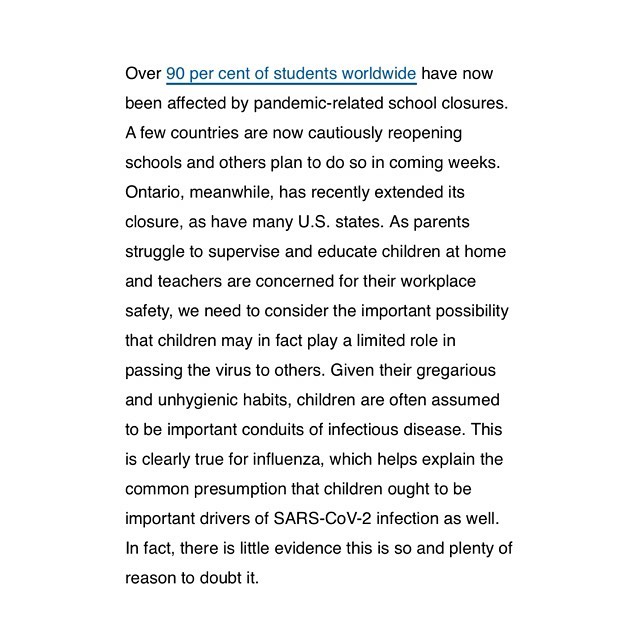 Over 90 per cent of students worldwide have now
been affected by pandemic-related school closures.
A few countries are now cautiously reopening
schools and others plan to do so in coming weeks.
Ontario, meanwhile, has recently extended its
closure, as have many U.S. states. As parents
struggle to supervise and educate children at home
and teachers are concerned for their workplace
safety, we need to consider the important possibility
that children may in fact play a limited role in
passing the virus to others. Given their gregarious
and unhygienic habits, children are often assumed
to be important conduits of infectious disease. This
is clearly true for influenza, which helps explain the
common presumption that children ought to be
important drivers of SARS-CoV-2 infection as well.
In fact, there is little evidence this is so and plenty of
reason to doubt it.